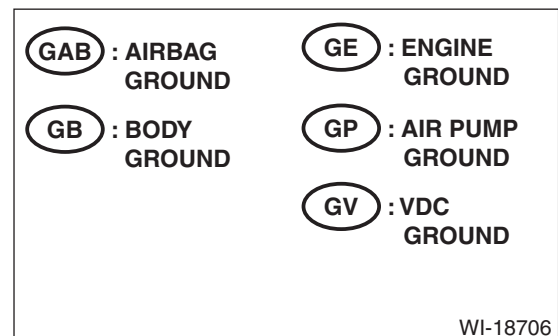 GAB : AIRBAG
GROUND
GB : BODY
GROUND
GE : ENGINE
GROUND
GP : AIR PUMP
GROUND
GV : VDC
GROUND
WI-18706